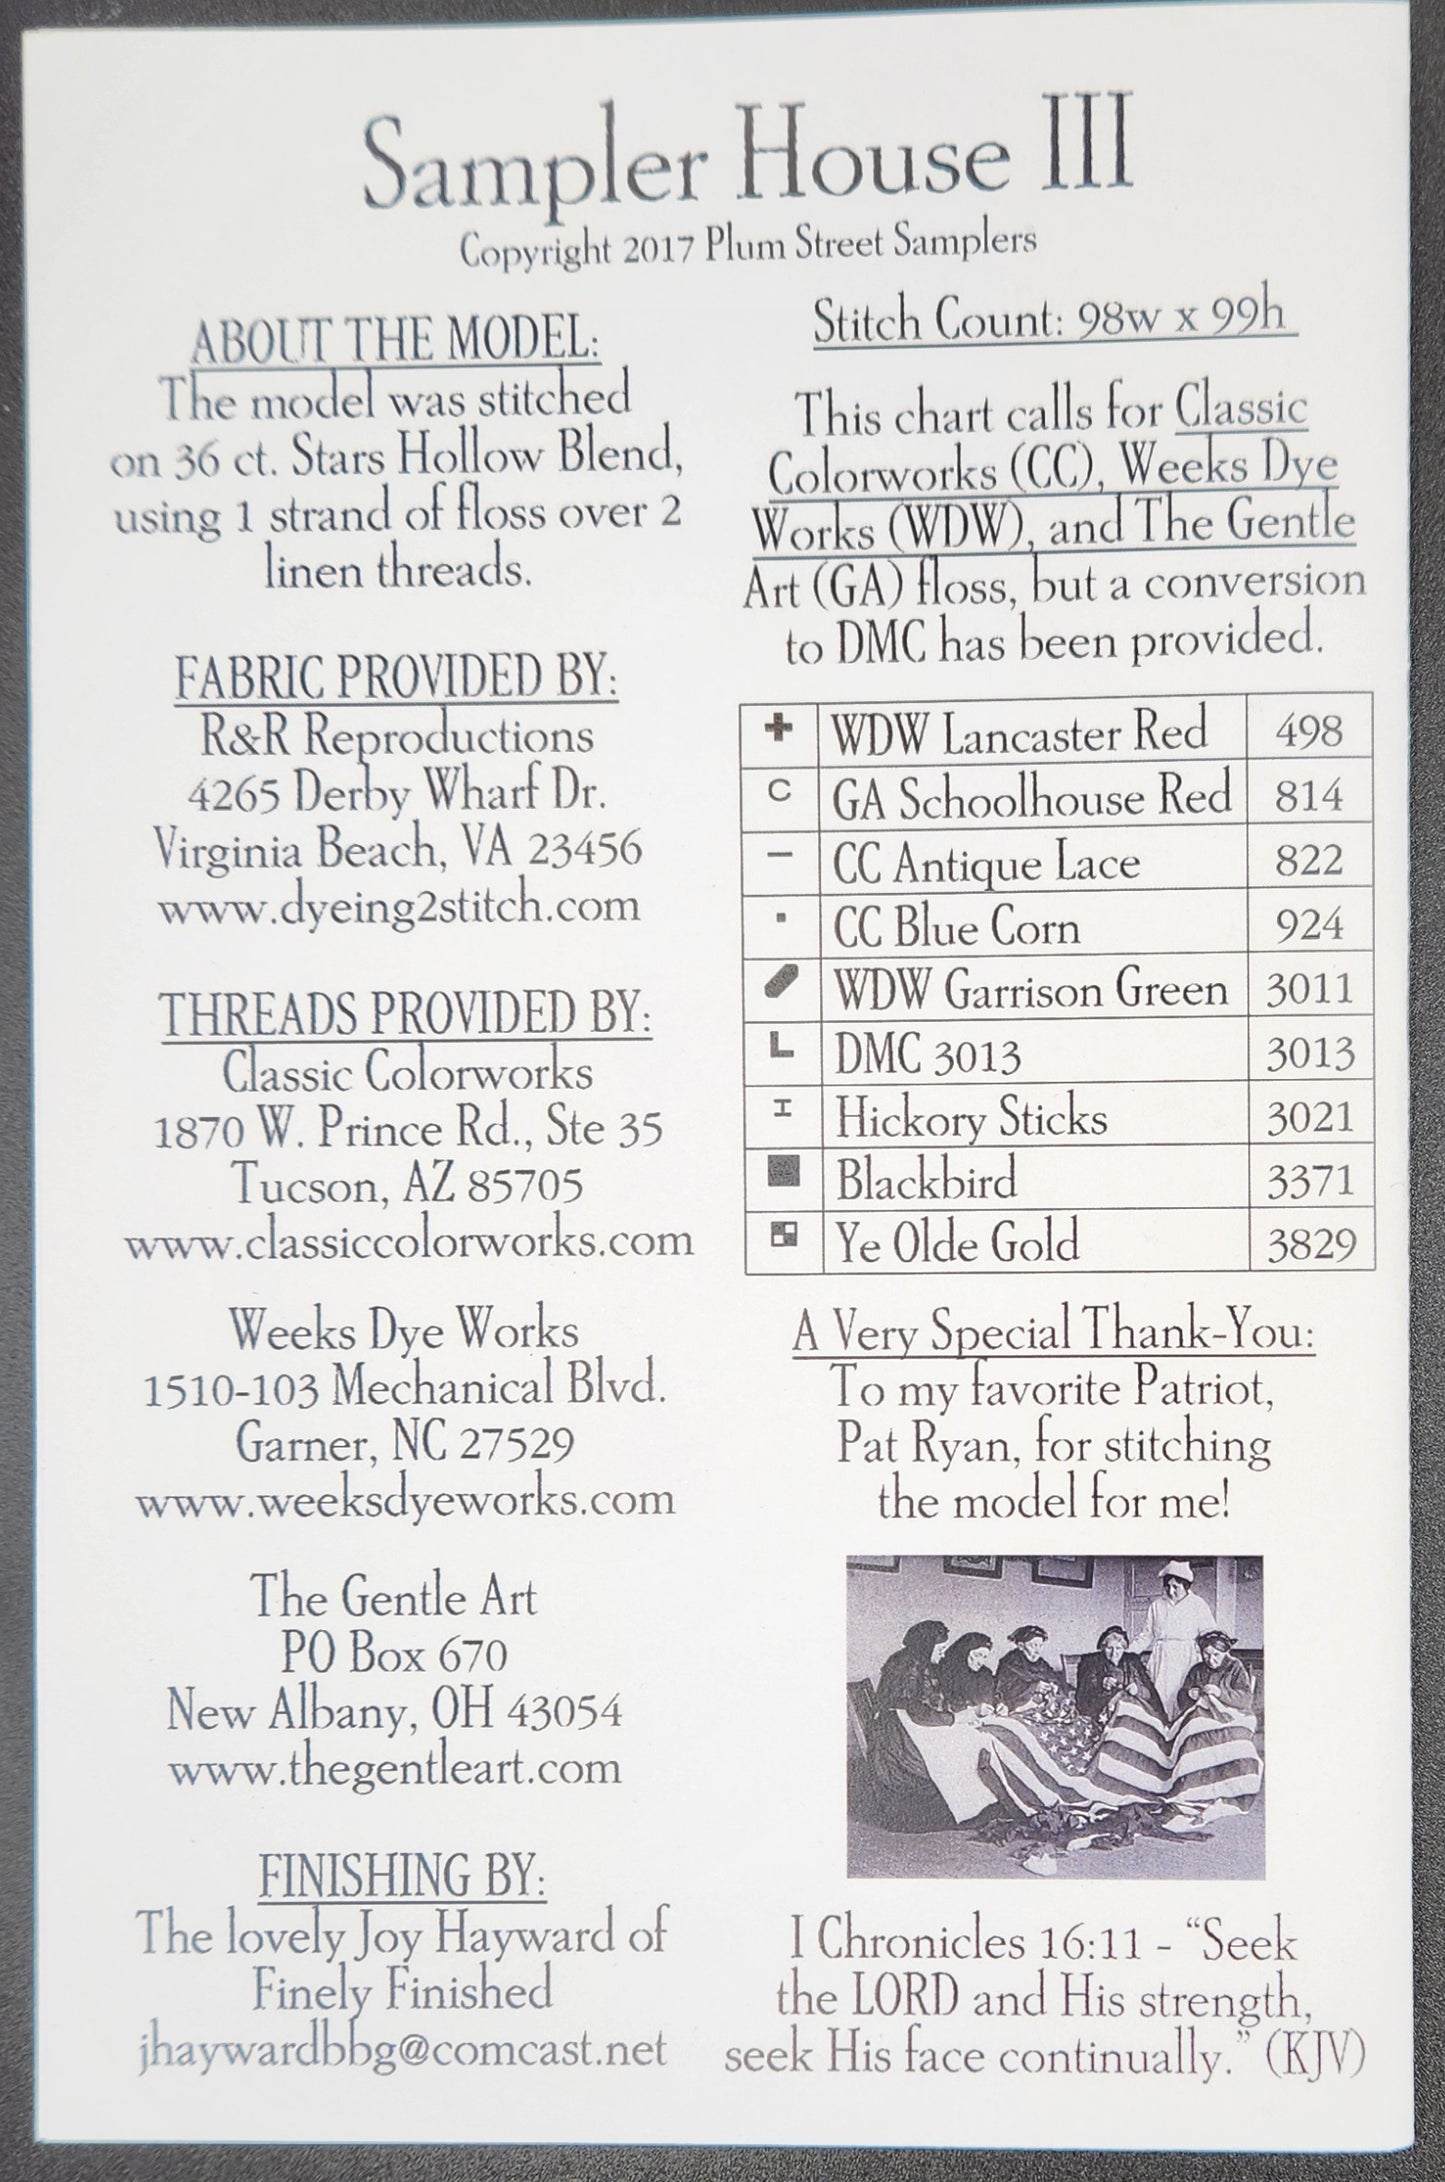 Sampler House III
Copyright 2017 Plum Street Samplers
ABOUT THE MODEL:
The model was stitched
on 36 ct. Stars Hollow Blend,
using 1 strand of floss over 2
linen threads.
FABRIC PROVIDED BY:
R&R Reproductions
4265 Derby Wharf Dr.
Virginia Beach, VA 23456
www.dyeing2stitch.com
THREADS PROVIDED BY:
Classic Colorworks
1870 W. Prince Rd., Ste 35
Tucson, AZ 85705
www.classiccolorworks.com
Weeks Dye Works
1510-103 Mechanical Blvd.
Garner, NC 27529
www.weeksdyeworks.com
The Gentle Art
PO Box 670
New Albany, OH 43054
www.thegentleart.com
FINISHING BY:
The lovely Joy Hayward of
Finely Finished
jhaywardbbg@comcast.net
Stitch Count: 98w x 99h
This chart calls for Classic
Colorworks (CC), Weeks Dye
Works (WDW), and The Gentle
Art (GA) floss, but a conversion
to DMC has been provided.
+ WDW Lancaster Red 498
C GA Schoolhouse Red 814
– CC Antique Lace 822
▪ CC Blue Corn 924
WDW Garrison Green 3011
L DMC 3013 3013
I Hickory Sticks 3021
■ Blackbird 3371
Ye Olde Gold 3829
A Very Special Thank-You:
To my favorite Patriot,
Pat Ryan, for stitching
the model for me!
I Chronicles 16:11 - “Seek
the LORD and His strength,
seek His face continually.” (KJV)